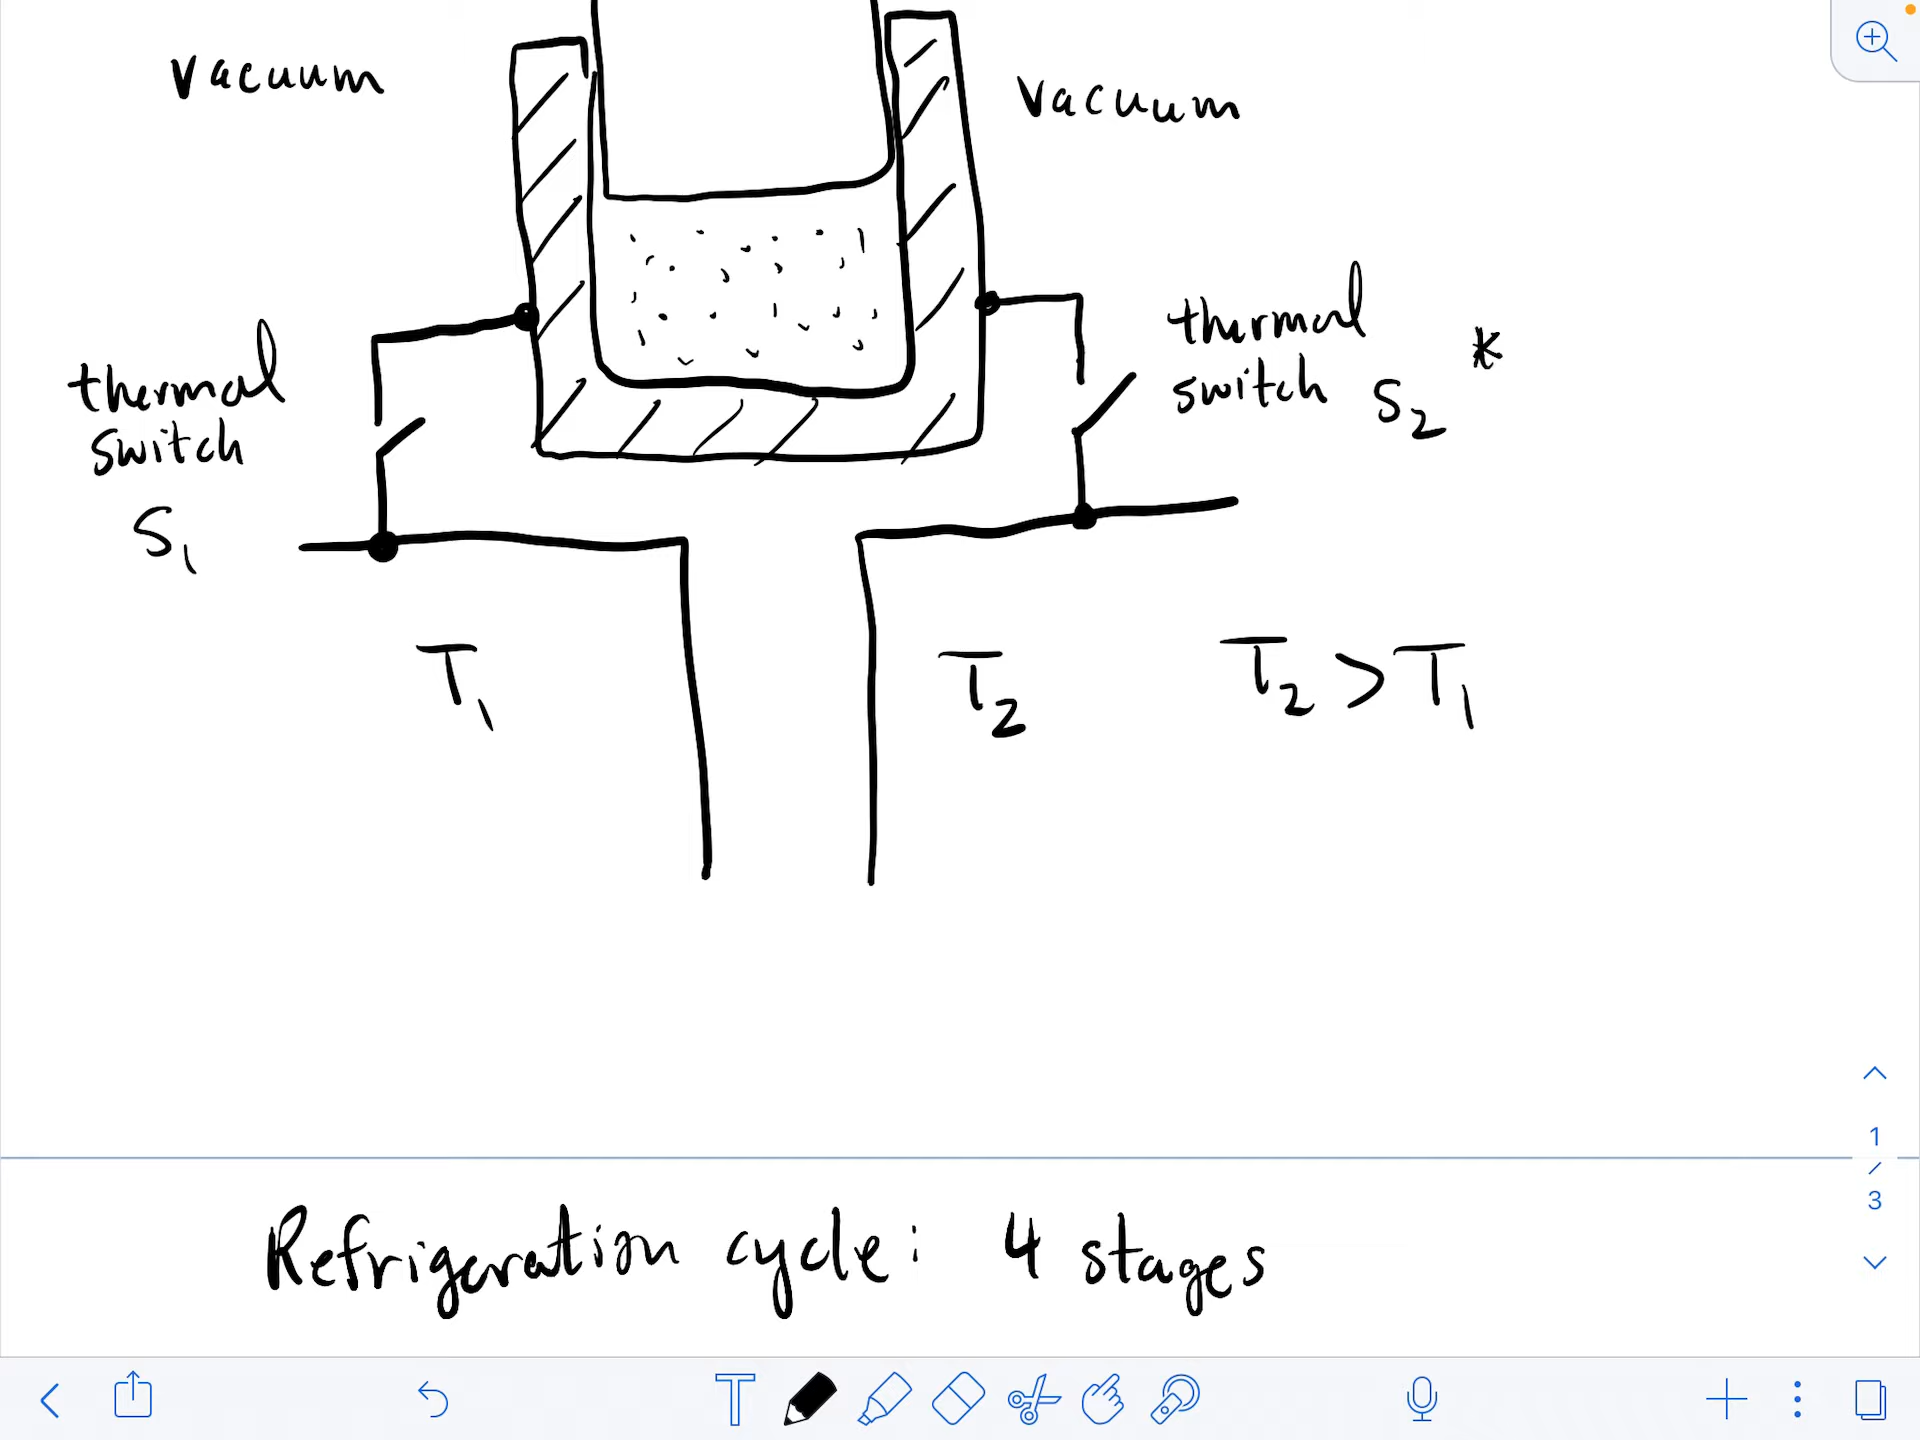 vacuum
vacuum
thermal
switch
S₁
thermal
switch S₂ *
T₁
T₂
T₂ > T₁
1
/
3
Refrigeration cycle: 4 stages
T